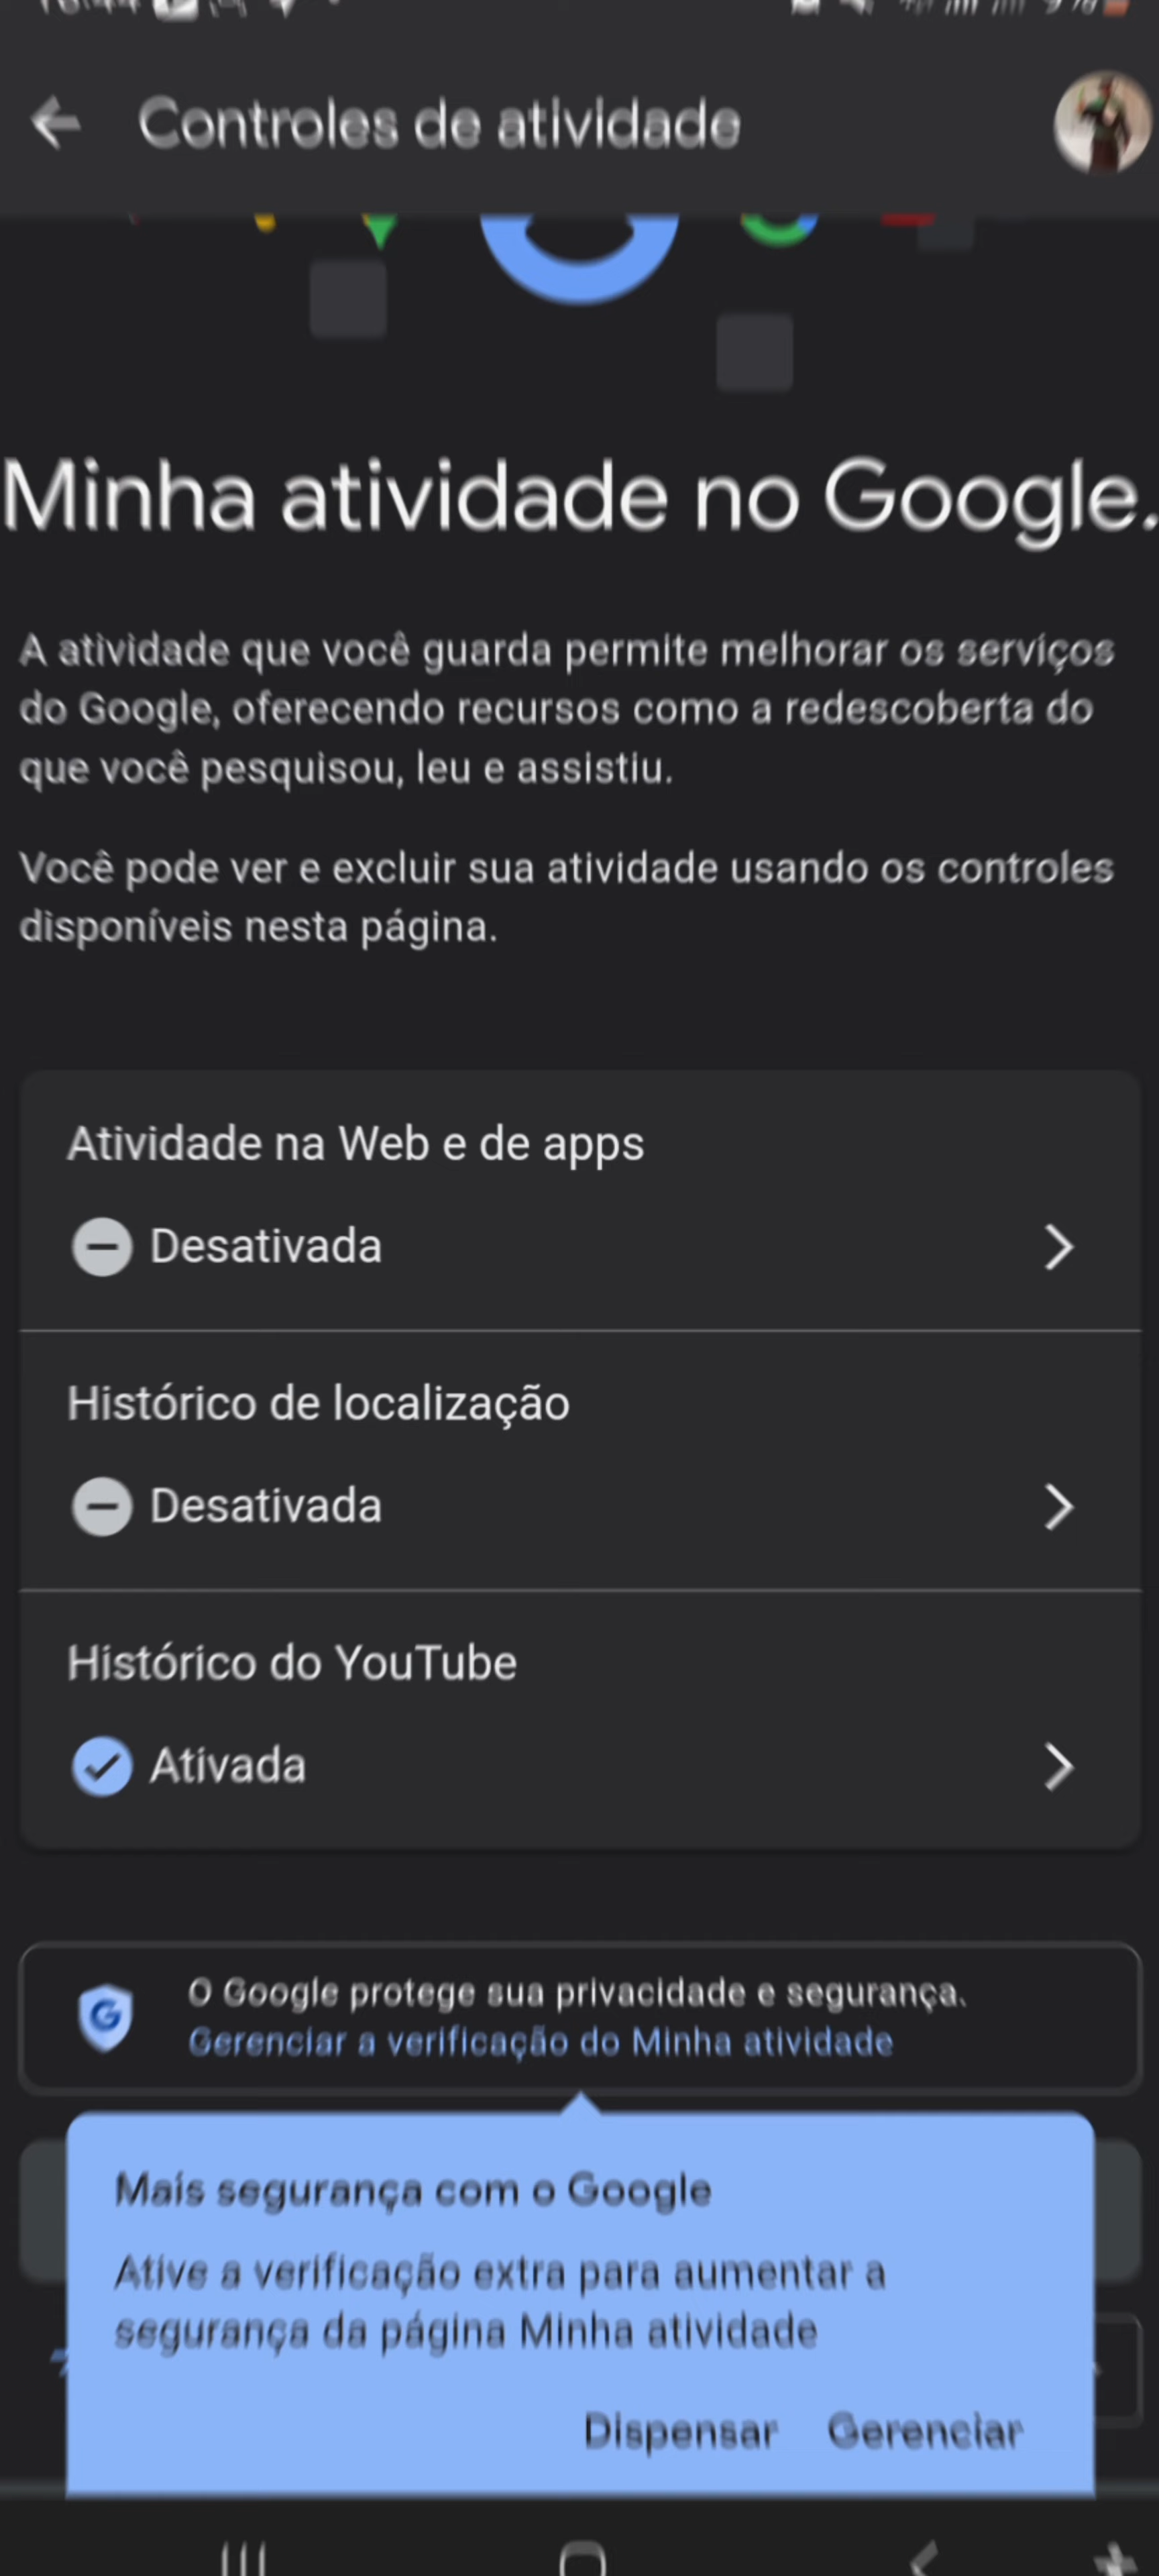 Controles de atividade
Minha atividade no Google.
A atividade que você guarda permite melhorar os serviços
do Google, oferecendo recursos como a redescoberta do
que você pesquisou, leu e assistiu.
Você pode ver e excluir sua atividade usando os controles
disponíveis nesta página.
Atividade na Web e de apps
Desativada
Histórico de localização
Desativada
Histórico do YouTube
Ativada
O Google protege sua privacidade e segurança.
Gerenciar a verificação do Minha atividade
Mais segurança com o Google
Ative a verificação extra para aumentar a
segurança da página Minha atividade
Dispensar Gerenciar